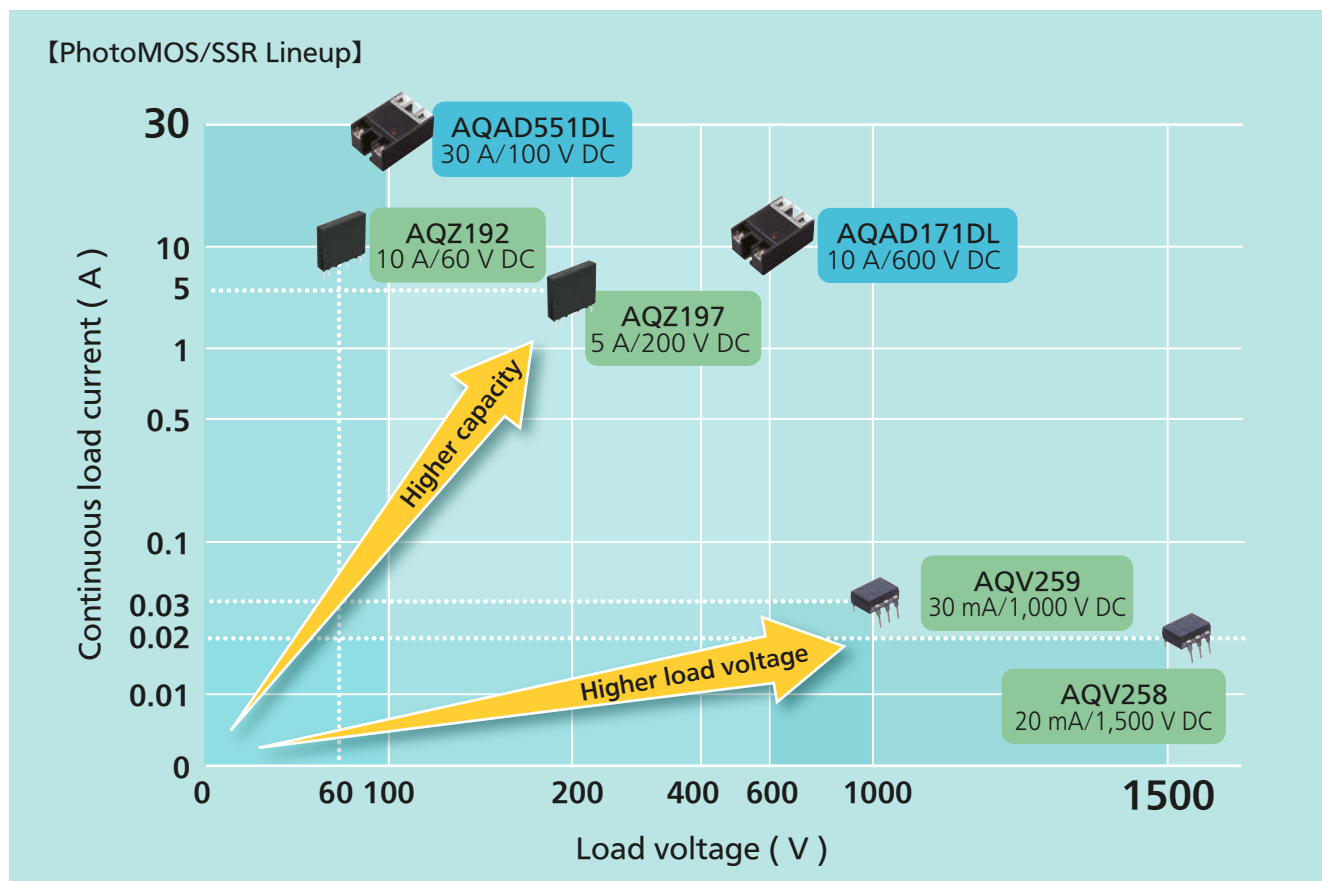 【PhotoMOS/SSR Lineup】
30
AQAD551DL
30 A/100 V DC
AQZ192
10 A/60 V DC
AQAD171DL
10 A/600 V DC
10
5
AQZ197
5 A/200 V DC
1
0.5
Higher capacity
Continuous load current ( A )
0.1
AQV259
30 mA/1,000 V DC
0.03
0.02
Higher load voltage
AQV258
20 mA/1,500 V DC
0.01
0
0 60 100 200 400 600 1000 1500
Load voltage ( V )